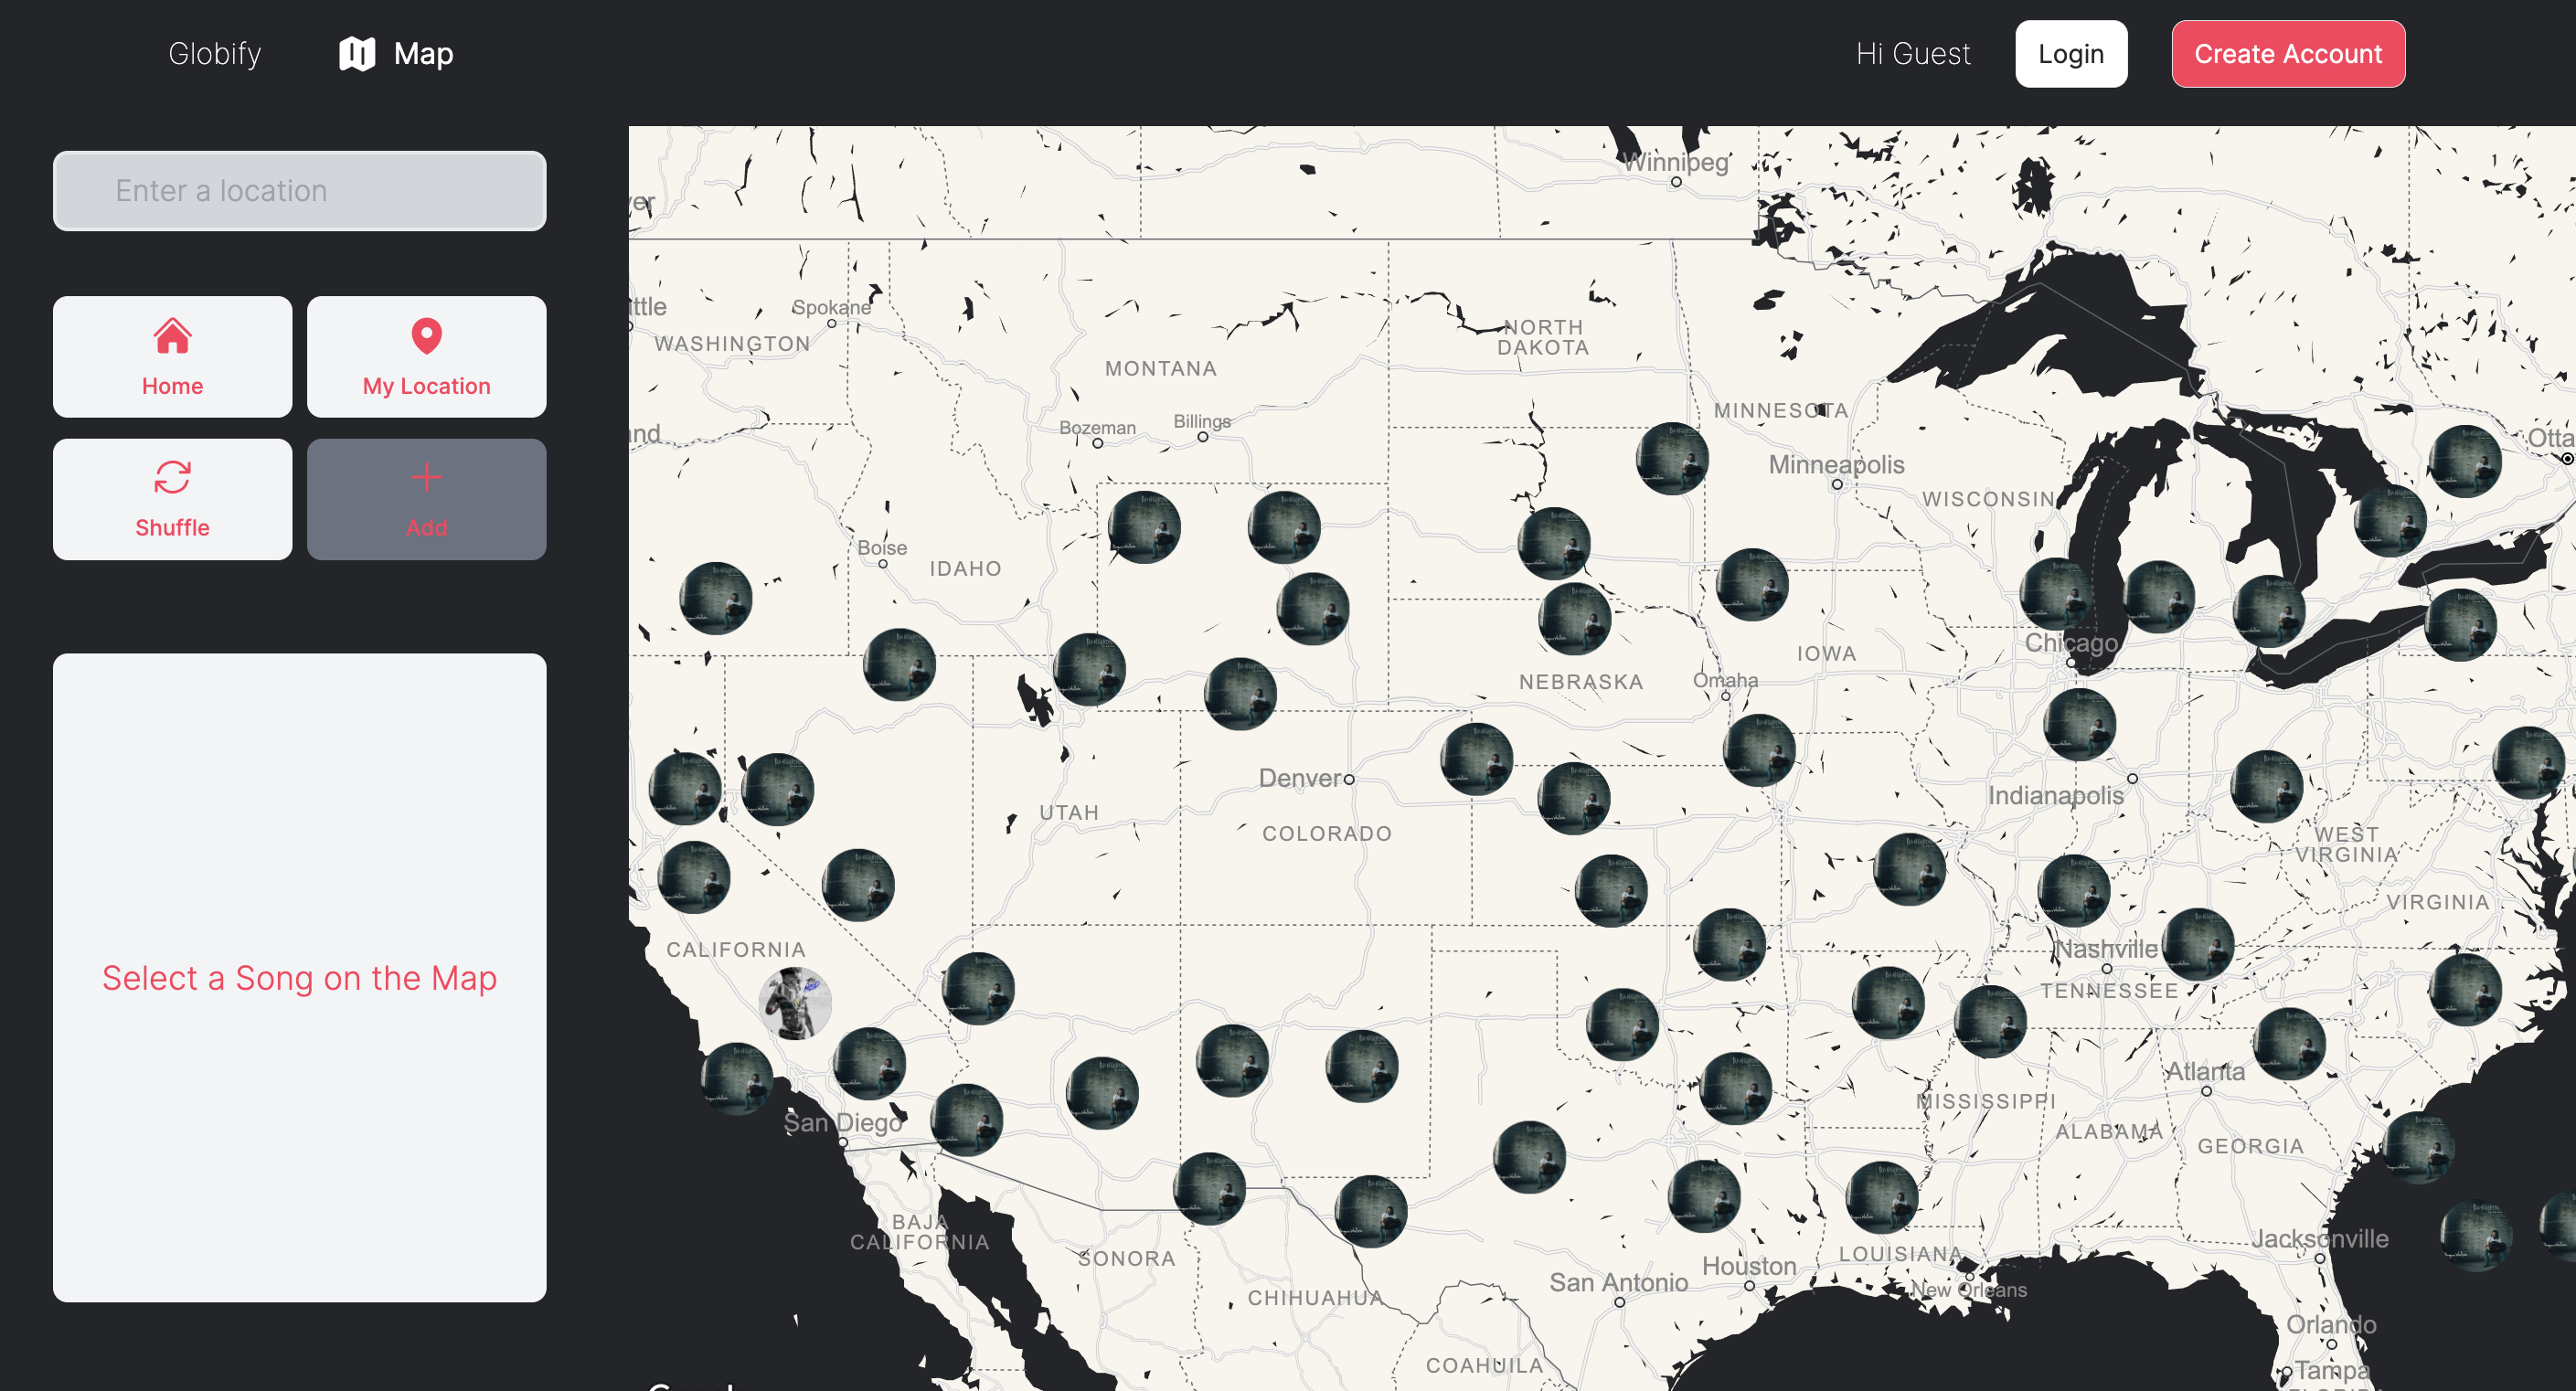 Globify
Map
Hi Guest
Login
Create Account
Enter a location
Home
My Location
Shuffle
Add
Select a Song on the Map
Winnipeg
Spokane
WASHINGTON
MONTANA
NORTH
DAKOTA
Bozeman
Billings
MINNESOTA
Minneapolis
WISCONSIN
Boise
IDAHO
Chicago
IOWA
NEBRASKA
Omaha
Denver
UTAH
COLORADO
Indianapolis
WEST
VIRGINIA
VIRGINIA
CALIFORNIA
Nashville
TENNESSEE
Atlanta
MISSISSIPPI
ALABAMA
GEORGIA
San Diego
BAJA
CALIFORNIA
SONORA
CHIHUAHUA
COAHUILA
San Antonio
Houston
LOUISIANA
New Orleans
Jacksonville
Orlando
Tampa